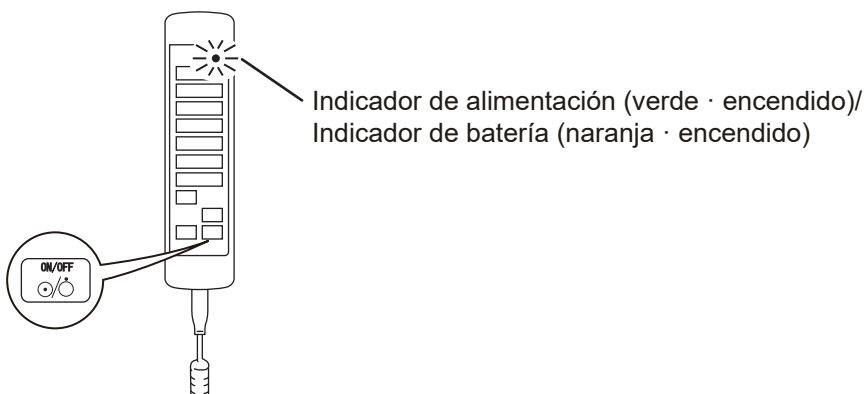 Indicador de alimentación (verde · encendido)/
Indicador de batería (naranja · encendido)
ON/OFF